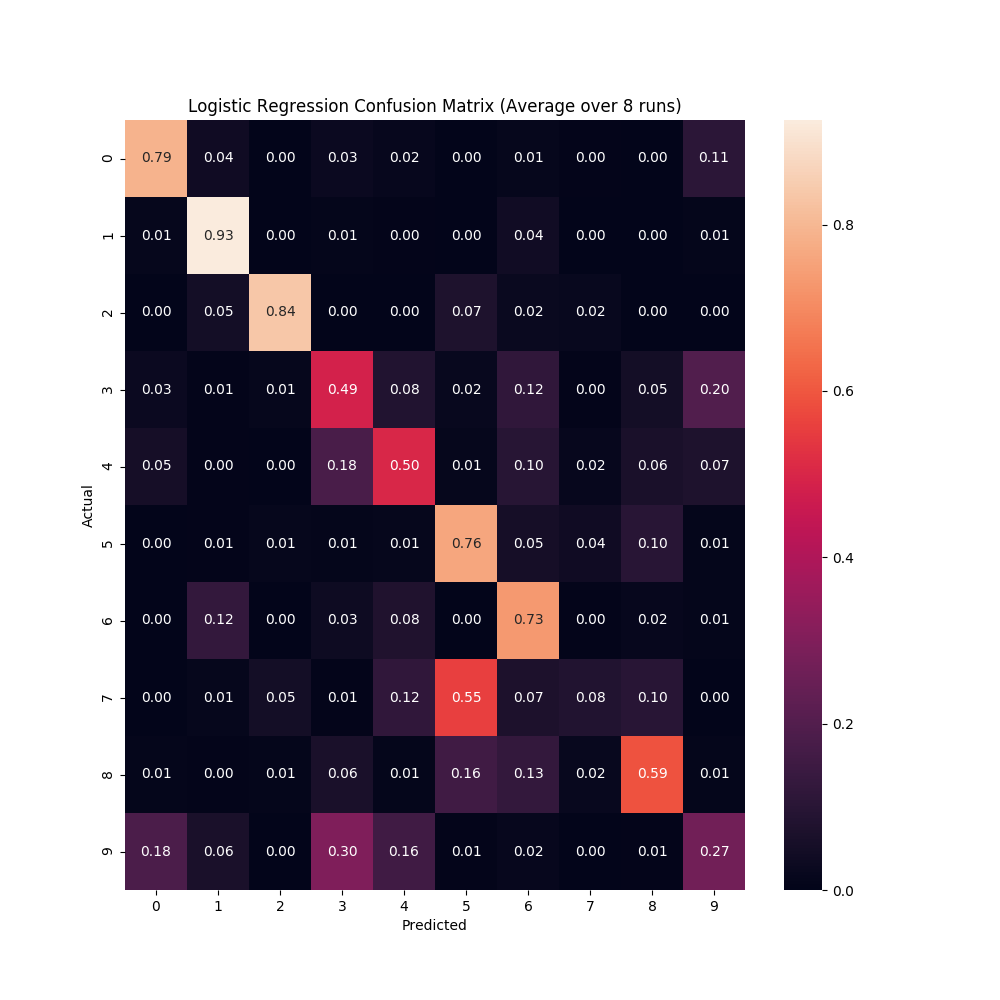 Logistic Regression Confusion Matrix (Average over 8 runs)
0 0.79 0.04 0.00 0.03 0.02 0.00 0.01 0.00 0.00 0.11
1 0.01 0.93 0.00 0.01 0.00 0.00 0.04 0.00 0.00 0.01
2 0.00 0.05 0.84 0.00 0.00 0.07 0.02 0.02 0.00 0.00
3 0.03 0.01 0.01 0.49 0.08 0.02 0.12 0.00 0.05 0.20
4 0.05 0.00 0.00 0.18 0.50 0.01 0.10 0.02 0.06 0.07
5 0.00 0.01 0.01 0.01 0.01 0.76 0.05 0.04 0.10 0.01
6 0.00 0.12 0.00 0.03 0.08 0.00 0.73 0.00 0.02 0.01
7 0.00 0.01 0.05 0.01 0.12 0.55 0.07 0.08 0.10 0.00
8 0.01 0.00 0.01 0.06 0.01 0.16 0.13 0.02 0.59 0.01
9 0.18 0.06 0.00 0.30 0.16 0.01 0.02 0.00 0.01 0.27
0 1 2 3 4 5 6 7 8 9
Predicted
Actual
0.8
0.6
0.4
0.2
0.0